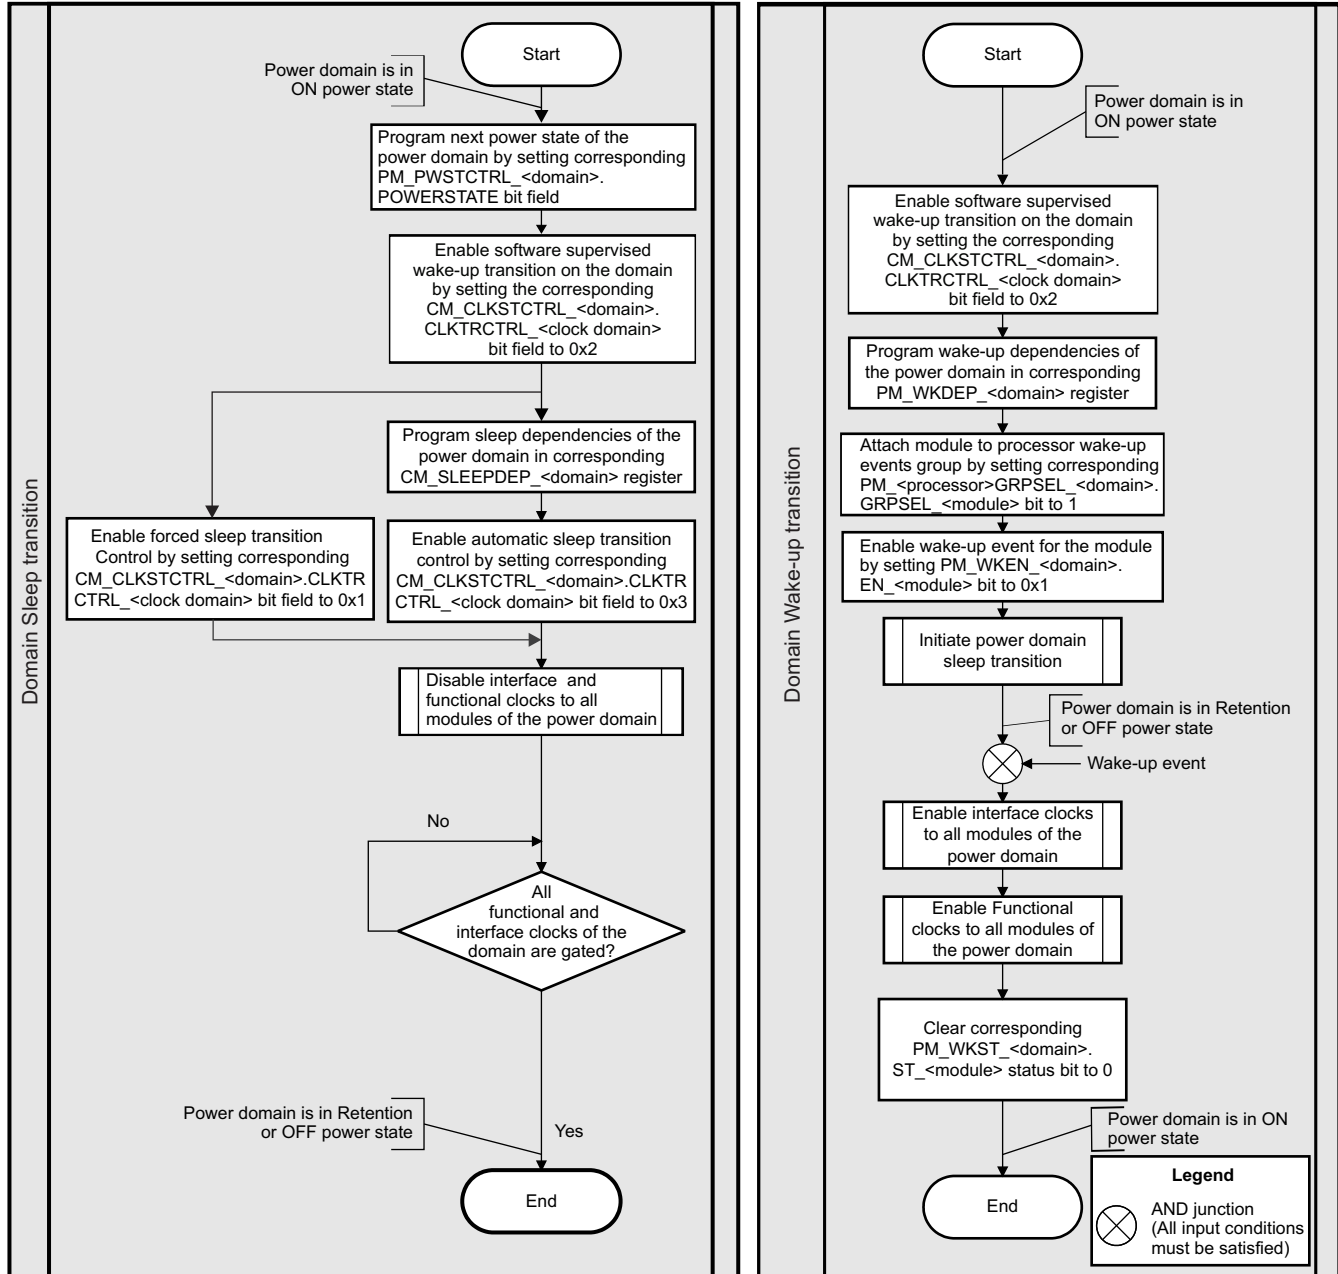 Domain Sleep transition
Start
Power domain is in
ON power state
Program next power state of the
power domain by setting corresponding
PM_PWSTCTRL_<domain>.
POWERSTATE bit field
Enable software supervised
wake-up transition on the domain
by setting the corresponding
CM_CLKSTCTRL_<domain>.
CLKTRCTRL_<clock domain>
bit field to 0x2
Program sleep dependencies of the
power domain in corresponding
CM_SLEEPDEP_<domain> register
Enable forced sleep transition
Control by setting corresponding
CM_CLKSTCTRL_<domain>.CLKTR
CTRL_<clock domain> bit field to 0x1
Enable automatic sleep transition
control by setting corresponding
CM_CLKSTCTRL_<domain>.CLKTR
CTRL_<clock domain> bit field to 0x3
Disable interface and
functional clocks to all
modules of the power domain
No
All
functional and
interface clocks of the
domain are gated?
Power domain is in Retention
or OFF power state
Yes
End
Domain Wake-up transition
Start
Power domain is in
ON power state
Enable software supervised
wake-up transition on the domain
by setting the corresponding
CM_CLKSTCTRL_<domain>.
CLKTRCTRL_<clock domain>
bit field to 0x2
Program wake-up dependencies of
the power domain in corresponding
PM_WKDEP_<domain> register
Attach module to processor wake-up
events group by setting corresponding
PM_<processor>GRPSEL_<domain>.
GRPSEL_<module> bit to 1
Enable wake-up event for the module
by setting PM_WKEN_<domain>.
EN_<module> bit to 0x1
Initiate power domain
sleep transition
Power domain is in Retention
or OFF power state
Wake-up event
Enable interface clocks
to all modules of the
power domain
Enable Functional
clocks to all modules of
the power domain
Clear corresponding
PM_WKST_<domain>.
ST_<module> status bit to 0
Power domain is in ON
power state
End
Legend
AND junction
(All input conditions
must be satisfied)